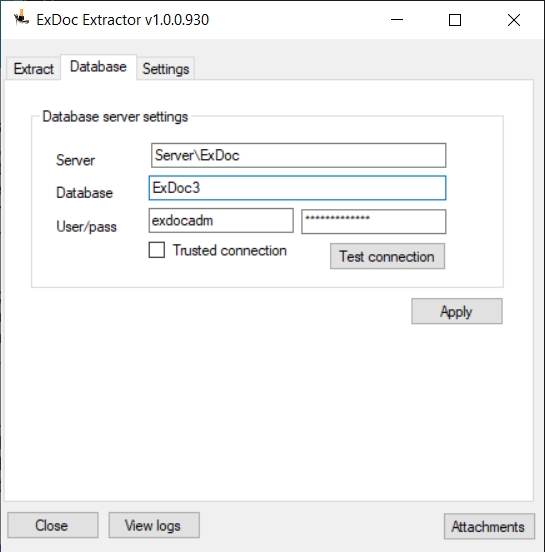 ExDoc Extractor v1.0.0.930
Extract Database Settings
Database server settings
Server Server\ExDoc
Database ExDoc3
User/pass exdocadm *************
Trusted connection Test connection
Apply
Close View logs Attachments